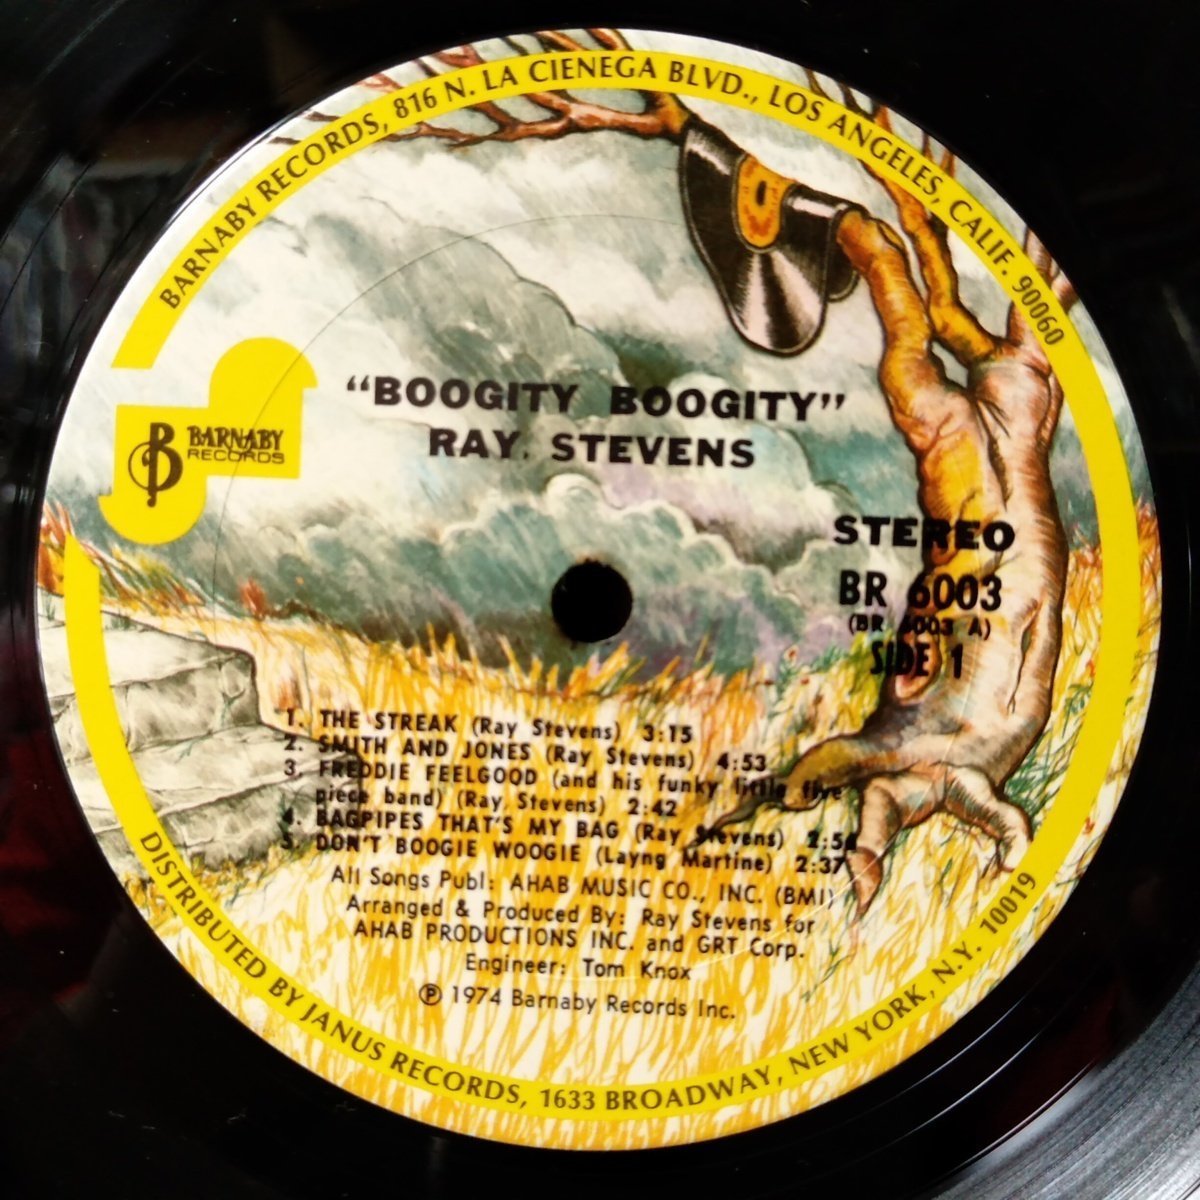 BARNABY RECORDS, 816 N. LA CIENEGA BLVD., LOS ANGELES, CALIF. 90060
"BOOGITY BOOGITY"
RAY. STEVENS
B BARNABY
RECORDS
STEREO
BR 6003
(BR 6003 A)
SIDE 1
1. THE STREAK (Ray Stevens) 3:15
2. SMITH AND JONES (Ray Stevens) 4:53
3. FREDDIE FEELGOOD (and his funky little five
piece band) (Ray Stevens) 2:42
4. BAGPIPES THAT'S MY BAG (Ray Stevens)
5. DON'T BOOGIE WOOGIE (Layng Martine) 2:37
All Songs Publ: AHAB MUSIC CO., INC. (BMI)
Arranged & Produced By: Ray Stevens for
AHAB PRODUCTIONS INC. and GRT Corp.
Engineer: Tom Knox
℗ 1974 Barnaby Records Inc.
DISTRIBUTED BY JANUS RECORDS, 1633 BROADWAY, NEW YORK, N.Y. 10019